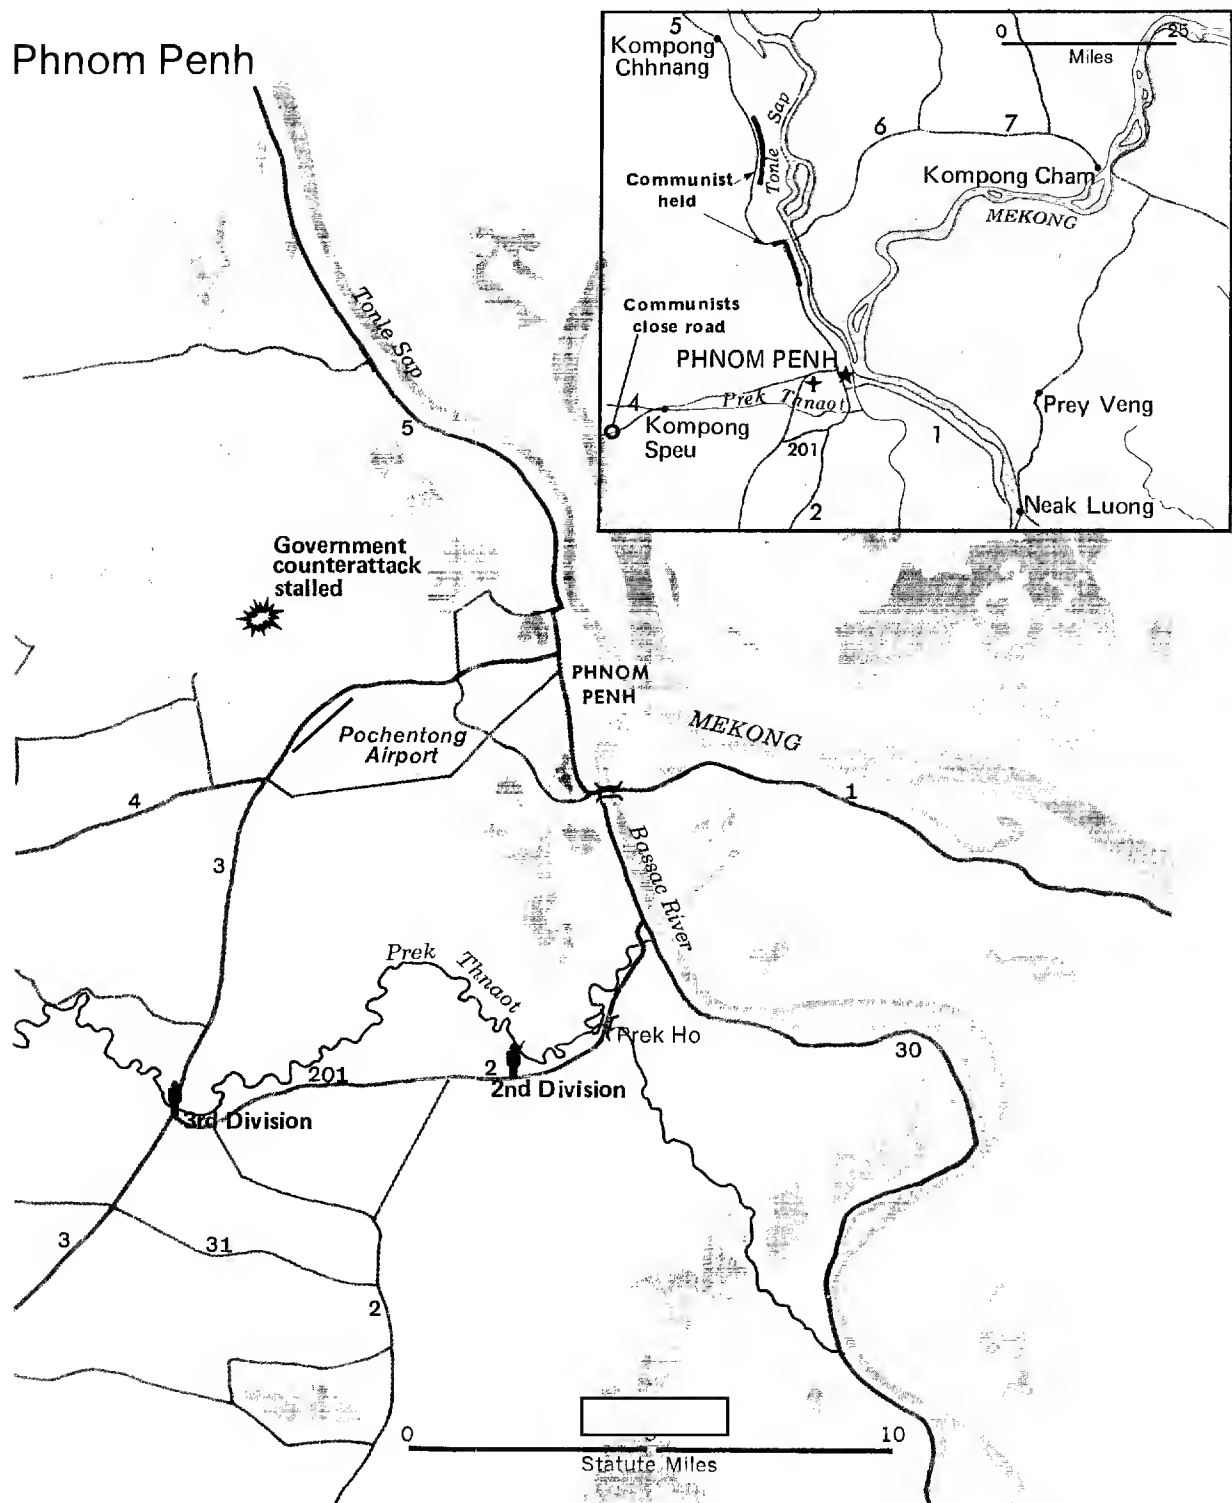 Phnom Penh
5
Kompong
Chhnang
0
25
Miles
Tonle Sap
6
7
Communist
held
Kompong Cham
MEKONG
Communists
close road
PHNOM PENH
4
Prek Thnaot
Kompong
Speu
201
2
1
Prey Veng
Neak Luong
Tonle Sap
5
Government
counterattack
stalled
PHNOM
PENH
Pochentong
Airport
MEKONG
4
1
3
Bassac River
Prek Thnaot
Prek Ho
30
201
2
2nd Division
3rd Division
3
31
2
0
10
Statute Miles